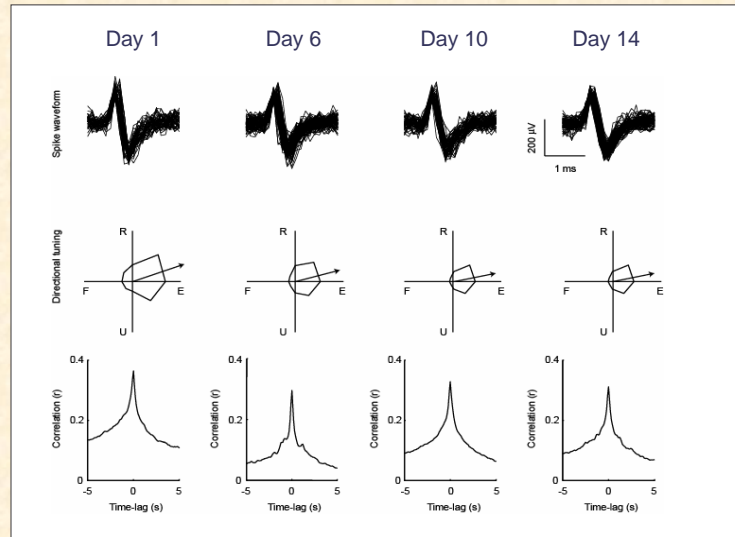 Day 1 Day 6 Day 10 Day 14
Spike waveform
200 µV
1 ms
Directional tuning
R R R R
F E F E F E F E
U U U U
Correlation (r) Correlation (r) Correlation (r) Correlation (r)
0.4 0.4 0.4 0.4
0.2 0.2 0.2 0.2
0 0 0 0
-5 0 5 -5 0 5 -5 0 5 -5 0 5
Time-lag (s) Time-lag (s) Time-lag (s) Time-lag (s)